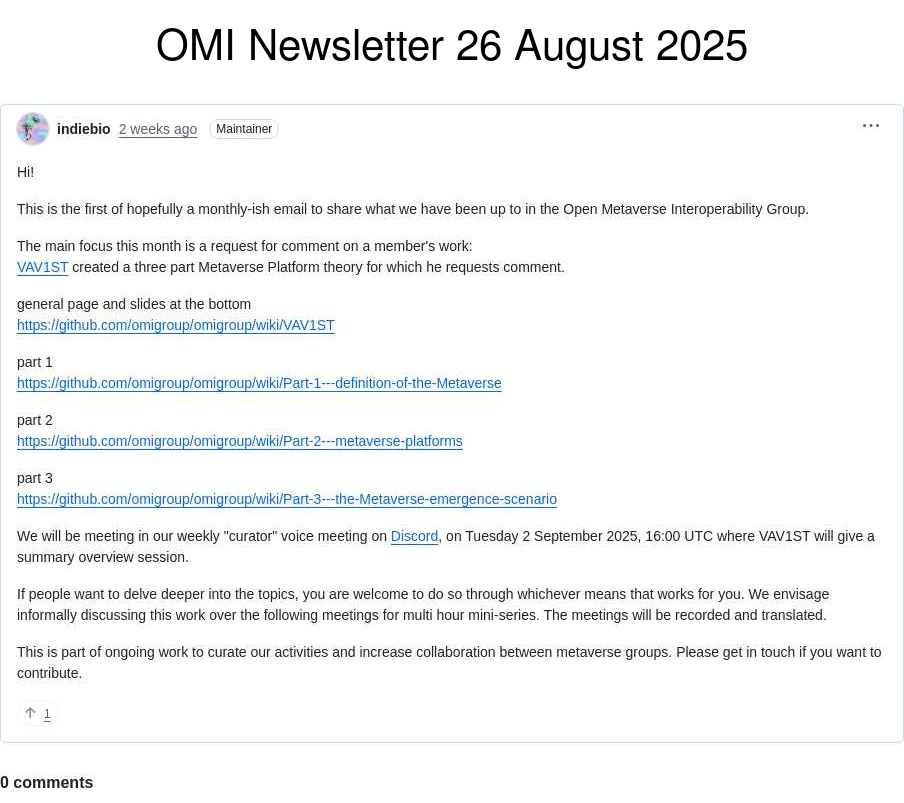 OMI Newsletter 26 August 2025
indiebio 2 weeks ago Maintainer
Hi!
This is the first of hopefully a monthly-ish email to share what we have been up to in the Open Metaverse Interoperability Group.
The main focus this month is a request for comment on a member's work:
VAV1ST created a three part Metaverse Platform theory for which he requests comment.
general page and slides at the bottom
https://github.com/omigroup/omigroup/wiki/VAV1ST
part 1
https://github.com/omigroup/omigroup/wiki/Part-1---definition-of-the-Metaverse
part 2
https://github.com/omigroup/omigroup/wiki/Part-2---metaverse-platforms
part 3
https://github.com/omigroup/omigroup/wiki/Part-3---the-Metaverse-emergence-scenario
We will be meeting in our weekly "curator" voice meeting on Discord, on Tuesday 2 September 2025, 16:00 UTC where VAV1ST will give a
summary overview session.
If people want to delve deeper into the topics, you are welcome to do so through whichever means that works for you. We envisage
informally discussing this work over the following meetings for multi hour mini-series. The meetings will be recorded and translated.
This is part of ongoing work to curate our activities and increase collaboration between metaverse groups. Please get in touch if you want to
contribute.
1
0 comments